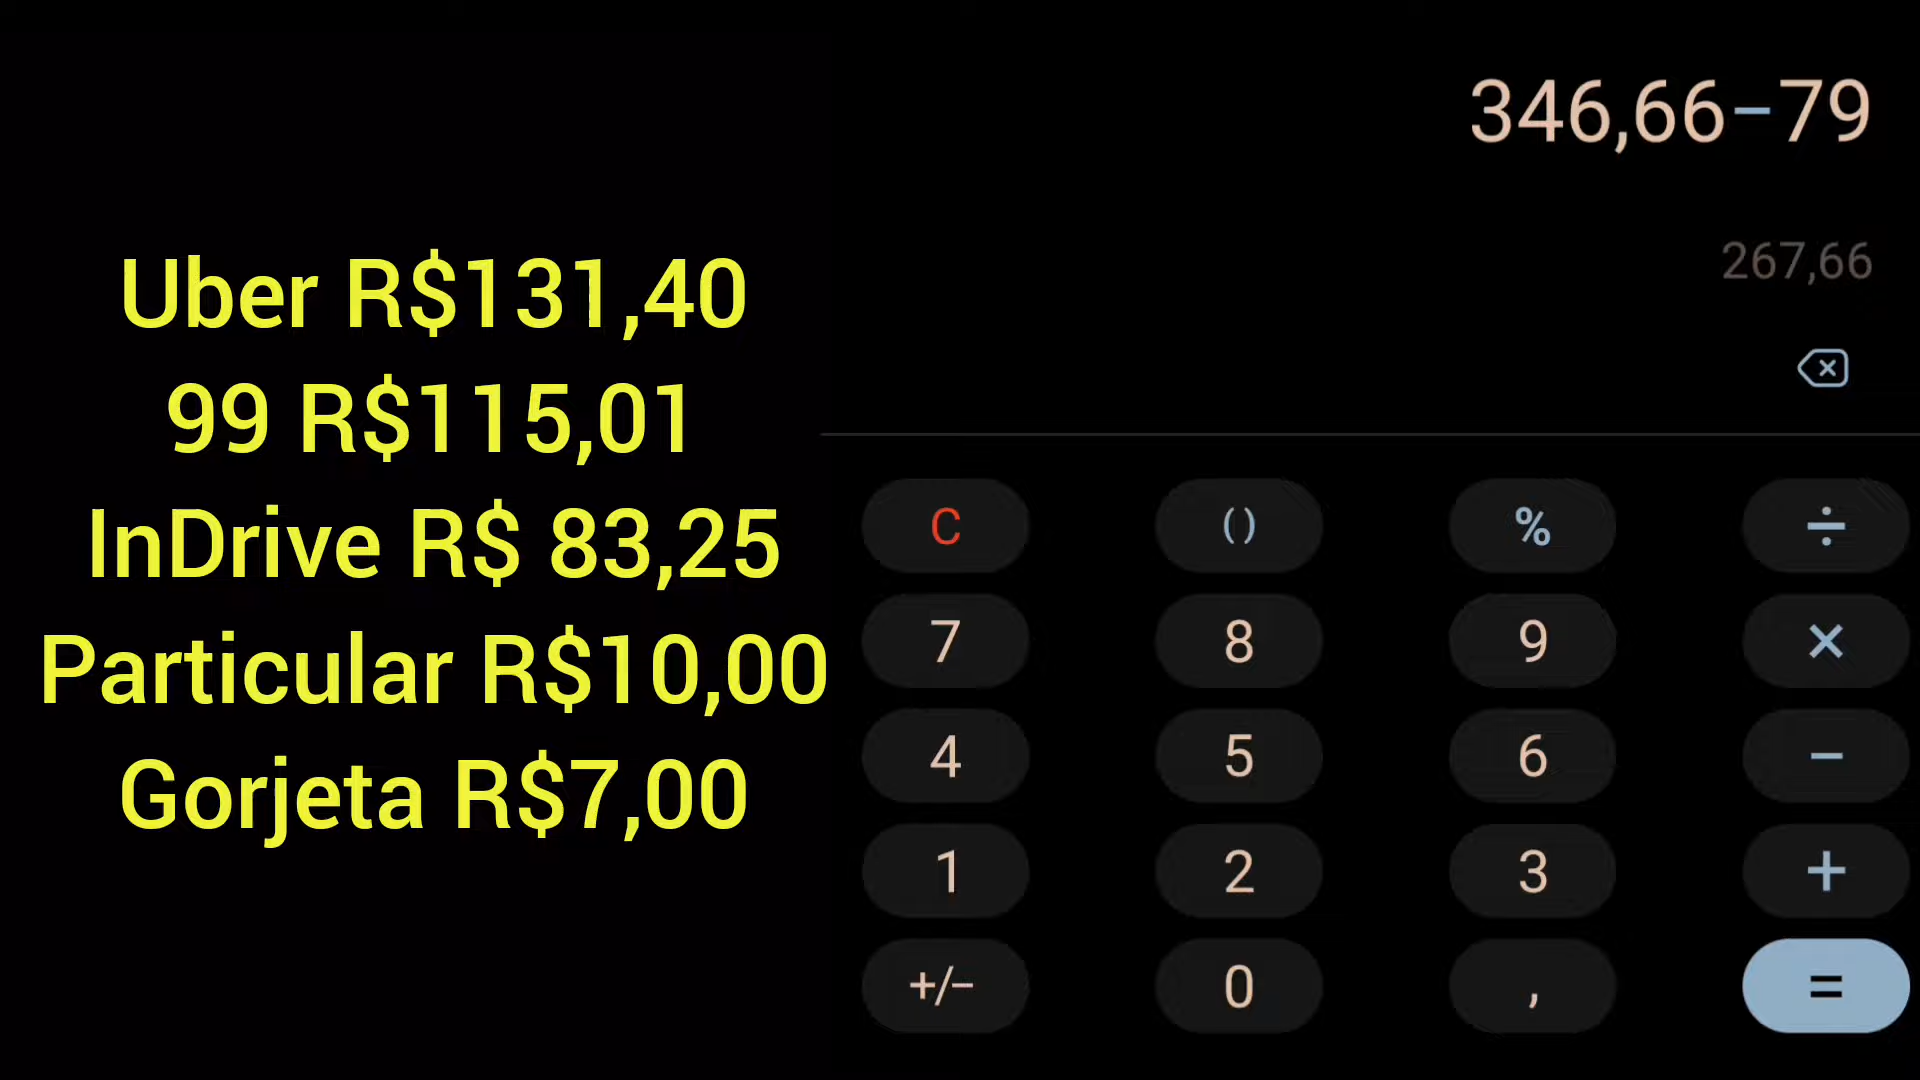 Uber R$131,40
99 R$115,01
InDrive R$ 83,25
Particular R$10,00
Gorjeta R$7,00
346,66−79
267,66
C () % ÷
7 8 9 ×
4 5 6 −
1 2 3 +
+/− 0 , =